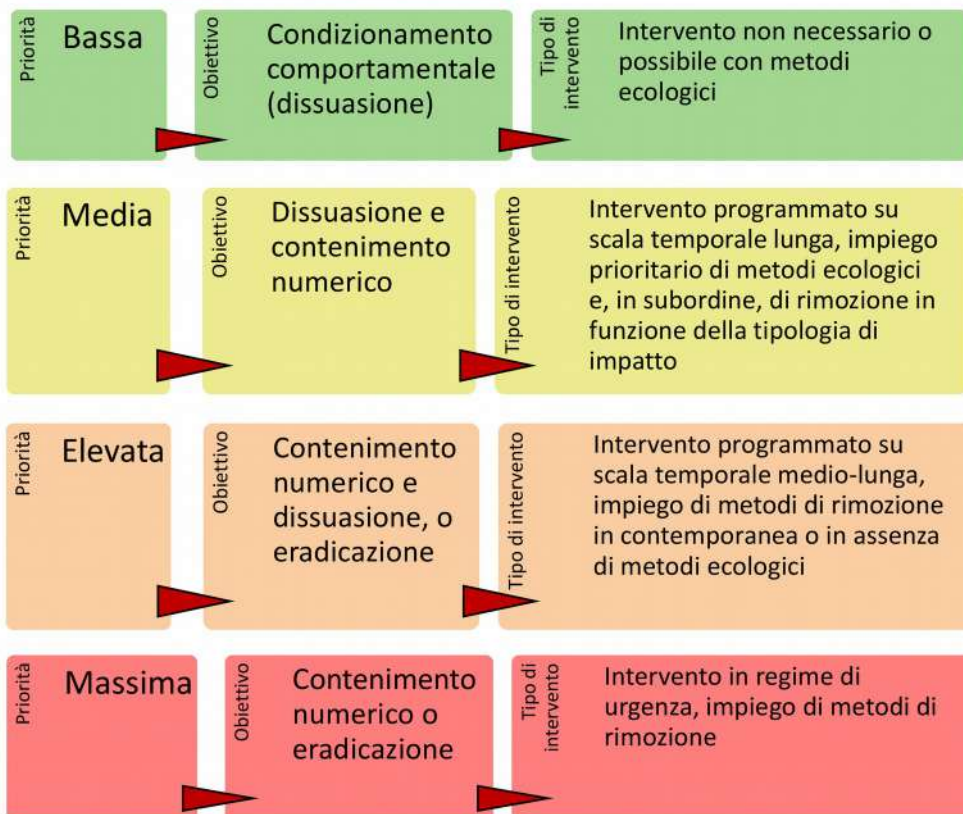 Priorità
Bassa
Obiettivo
Condizionamento
comportamentale
(dissuasione)
Tipo di
intervento
Intervento non necessario o
possibile con metodi
ecologici
Priorità
Media
Obiettivo
Dissuasione e
contenimento
numerico
Tipo di intervento
Intervento programmato su
scala temporale lunga, impiego
prioritario di metodi ecologici
e, in subordine, di rimozione in
funzione della tipologia di
impatto
Priorità
Elevata
Obiettivo
Contenimento
numerico e
dissuasione, o
eradicazione
Tipo di intervento
Intervento programmato su
scala temporale medio-lunga,
impiego di metodi di rimozione
in contemporanea o in assenza
di metodi ecologici
Priorità
Massima
Obiettivo
Contenimento
numerico o
eradicazione
Tipo di
intervento
Intervento in regime di
urgenza, impiego di metodi di
rimozione